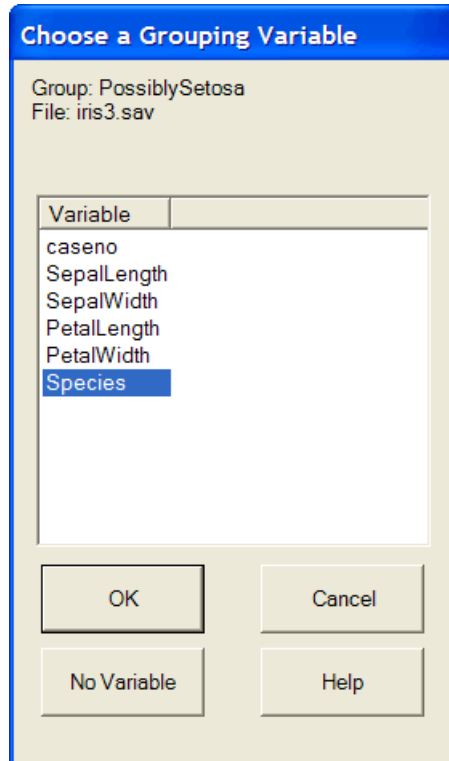 Choose a Grouping Variable
Group: PossiblySetosa
File: iris3.sav
Variable
caseno
SepalLength
SepalWidth
PetalLength
PetalWidth
Species
OK
Cancel
No Variable
Help